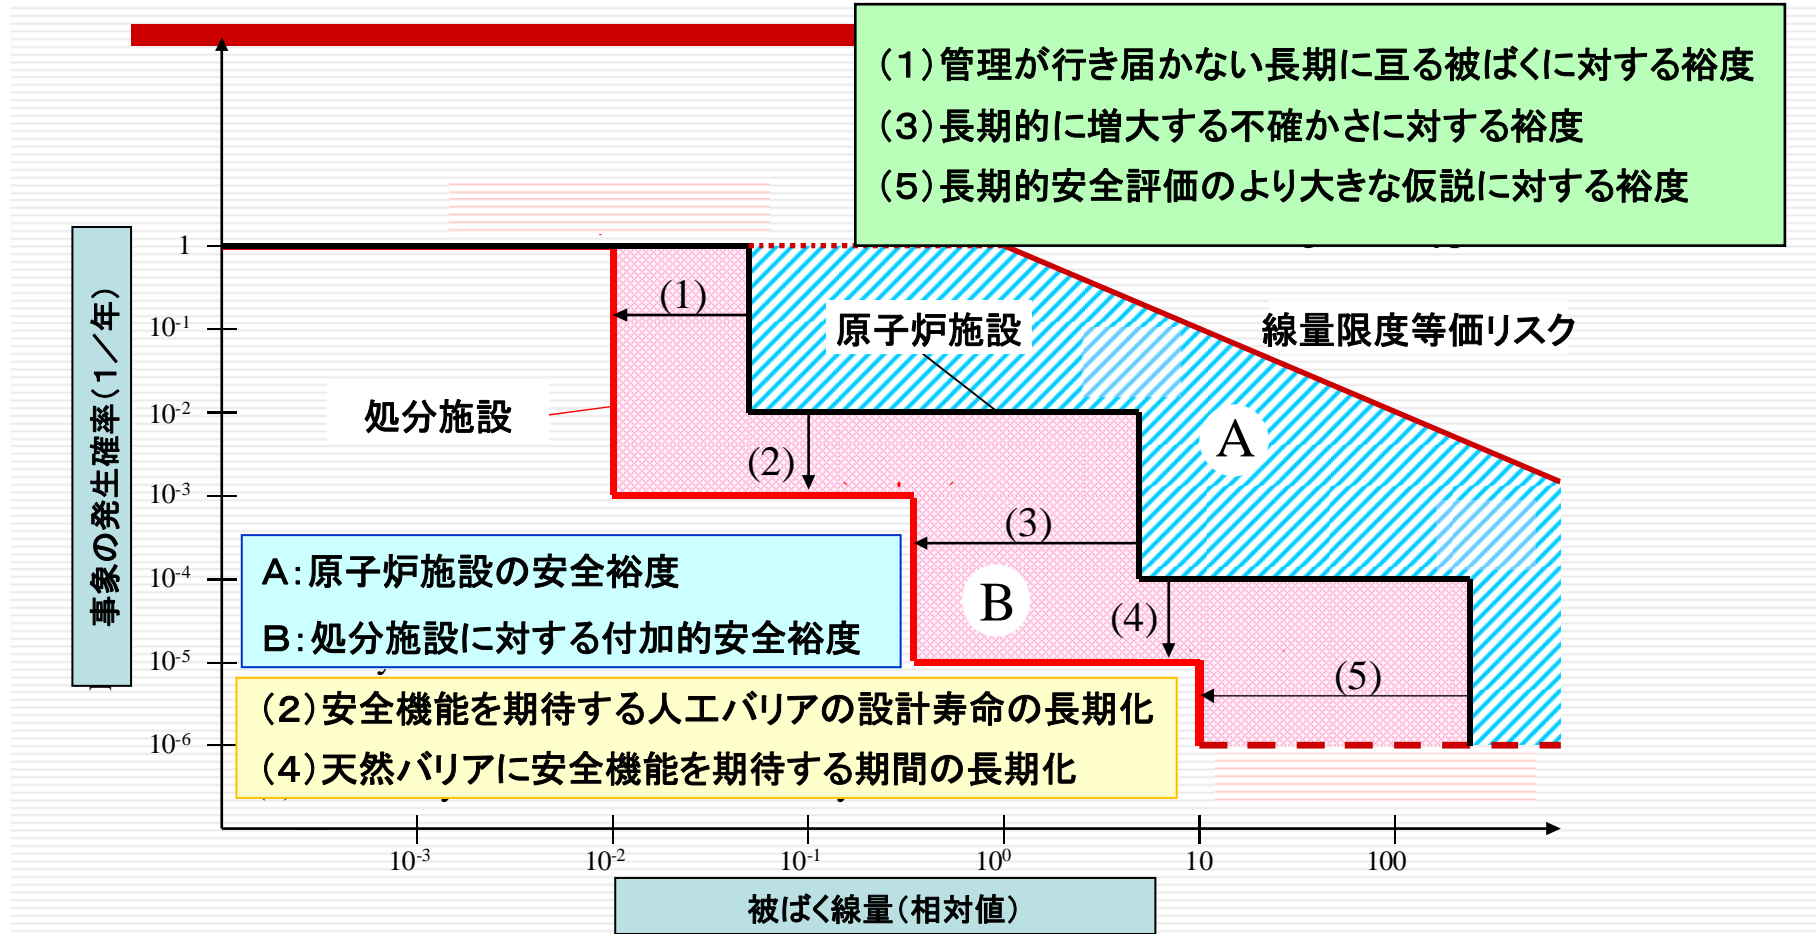 (1)管理が行き届かない長期に亘る被ばくに対する裕度
(3)長期的に増大する不確かさに対する裕度
(5)長期的安全評価のより大きな仮説に対する裕度
事象の発生確率(1/年)
1
10-1
10-2
10-3
10-4
10-5
10-6
(1)
原子炉施設
線量限度等価リスク
処分施設
A
(2)
(3)
B
(4)
(5)
A:原子炉施設の安全裕度
B:処分施設に対する付加的安全裕度
(2)安全機能を期待する人工バリアの設計寿命の長期化
(4)天然バリアに安全機能を期待する期間の長期化
10-3
10-2
10-1
100
10
100
被ばく線量(相対値)